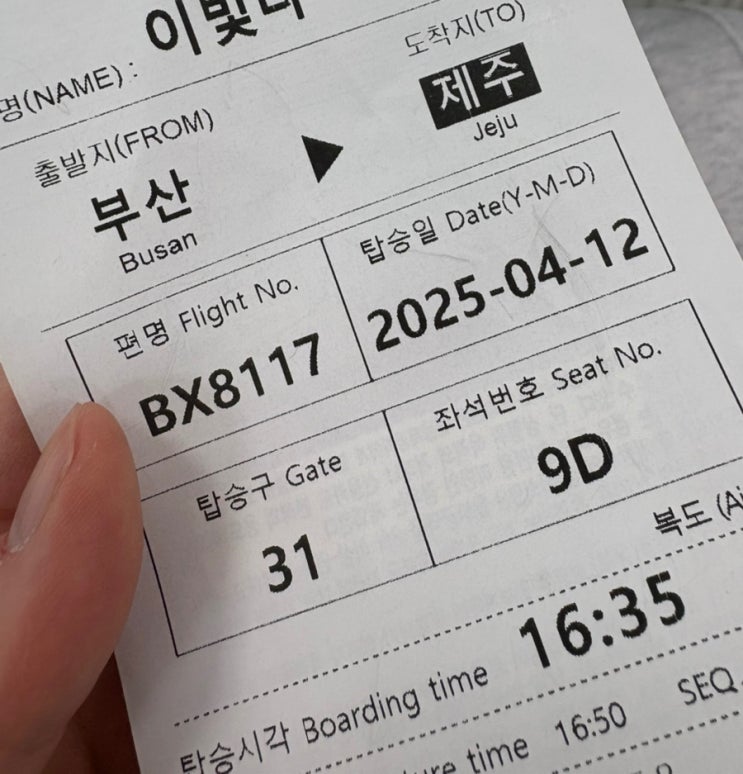 이빛나
명(NAME) :
출발지(FROM)
도착지(TO)
부산
제주
Busan
Jeju
편명 Flight No.
탑승일 Date(Y-M-D)
BX8117
2025-04-12
탑승구 Gate
좌석번호 Seat No.
31
9D
복도
탑승시각 Boarding time 16:35
time 16:50 SEQ.